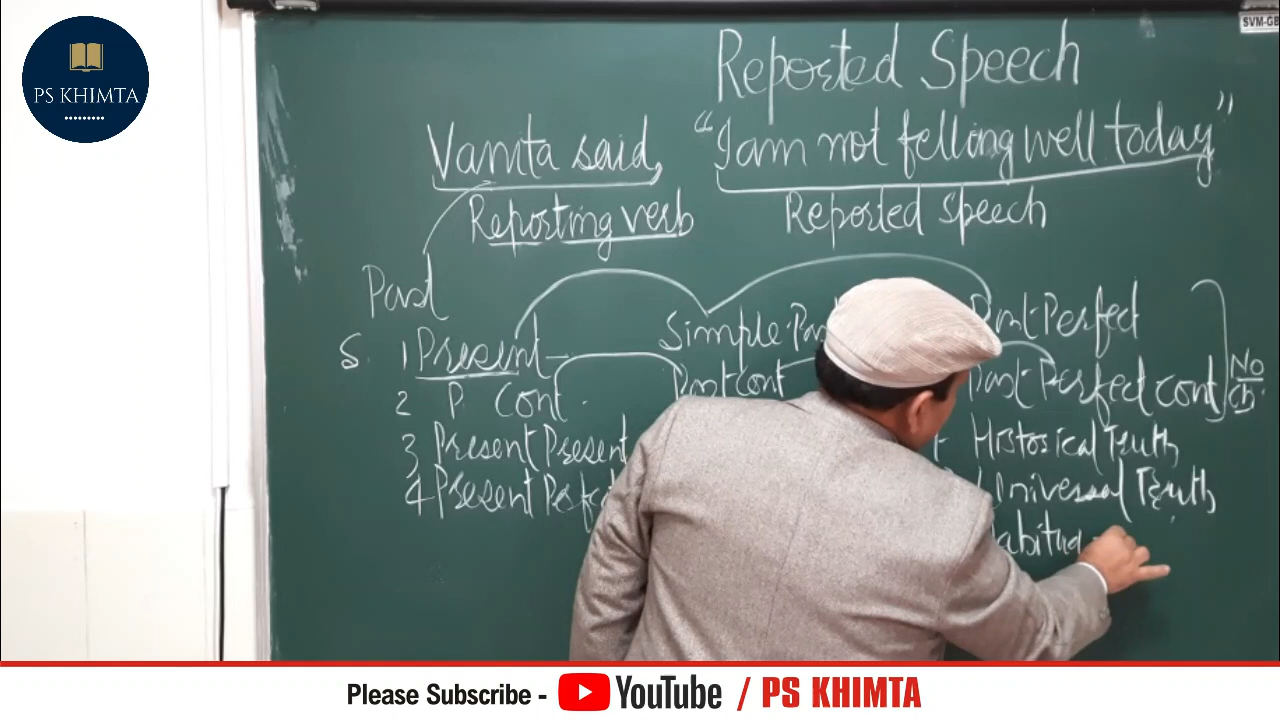 SVM-GB
PS KHIMTA
Reported Speech
Vanita said, "I am not felling well today"
Reporting verb Reported Speech
Past
S 1 Present Simple Past Past Perfect
2 P Cont. Past Cont Past Perfect cont No
3 Present Present Historical Truth
4 Present Universal Truth
Please Subscribe - YouTube / PS KHIMTA